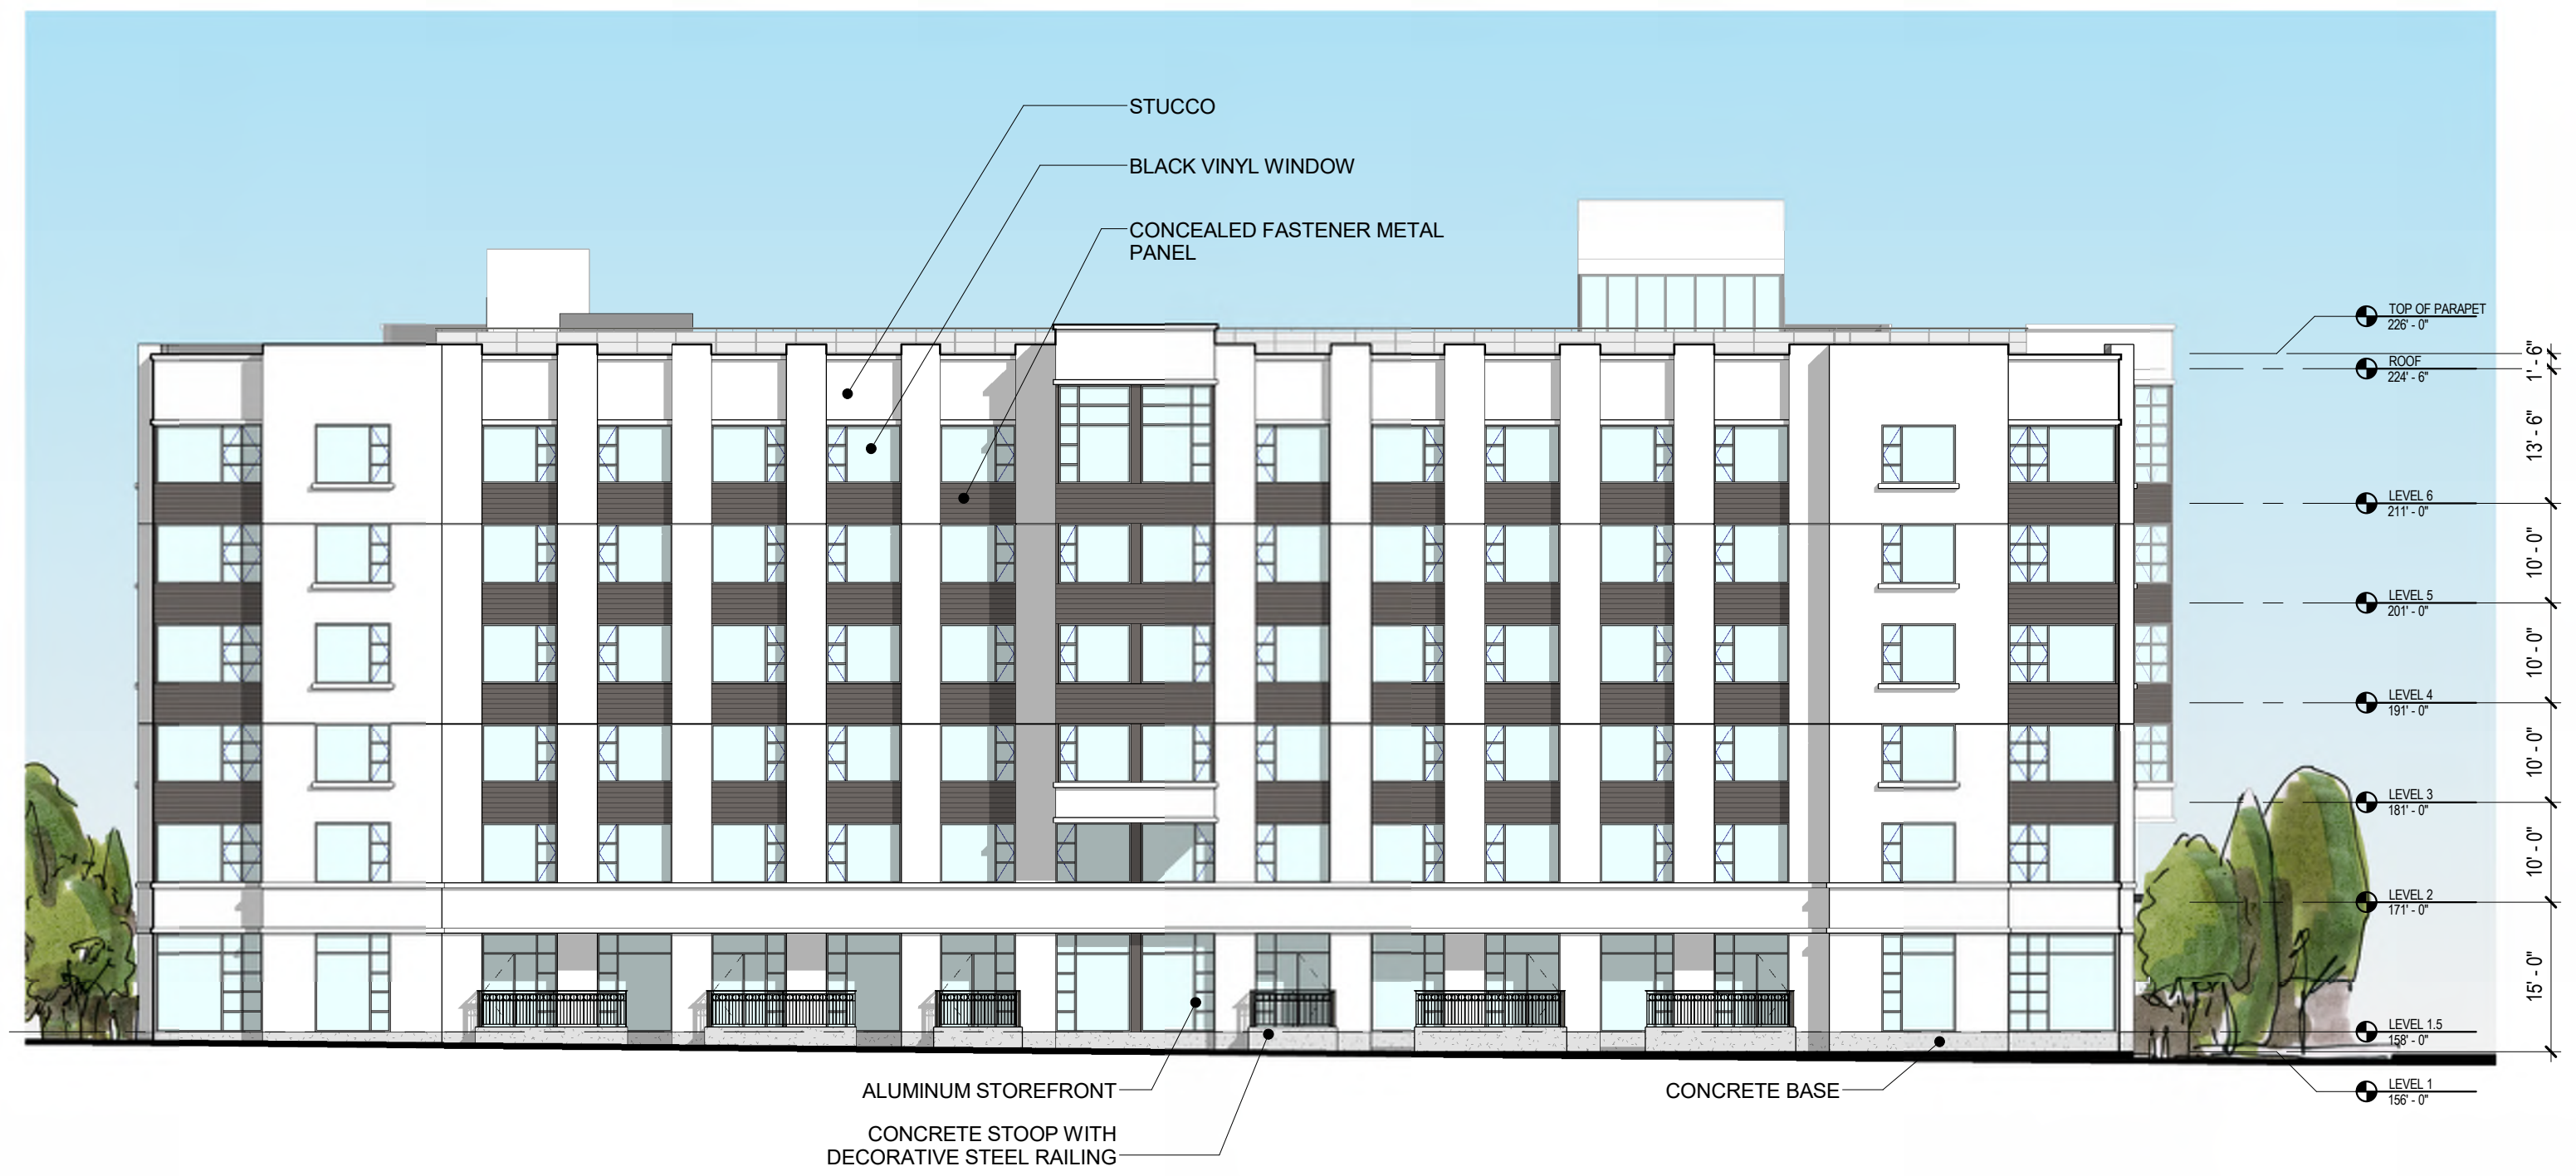 STUCCO
BLACK VINYL WINDOW
CONCEALED FASTENER METAL
PANEL
TOP OF PARAPET
226' - 0"
1' - 6"
ROOF
224' - 6"
13' - 6"
LEVEL 6
211' - 0"
10' - 0"
LEVEL 5
201' - 0"
10' - 0"
LEVEL 4
191' - 0"
10' - 0"
LEVEL 3
181' - 0"
10' - 0"
LEVEL 2
171' - 0"
15' - 0"
LEVEL 1.5
158' - 0"
LEVEL 1
156' - 0"
ALUMINUM STOREFRONT
CONCRETE BASE
CONCRETE STOOP WITH
DECORATIVE STEEL RAILING